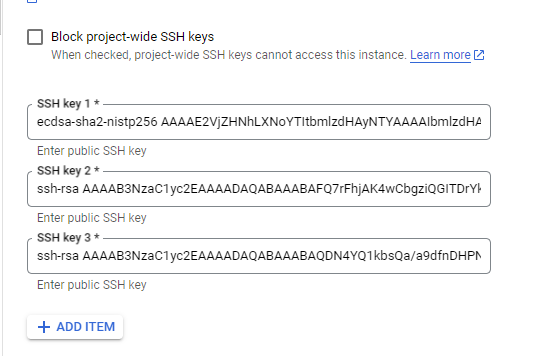 Block project-wide SSH keys
When checked, project-wide SSH keys cannot access this instance. Learn more
SSH key 1 *
ecdsa-sha2-nistp256 AAAAE2VjZHNhLXNoYTItbmlzdHAyNTYAAAAIbmlzdHA
Enter public SSH key
SSH key 2 *
ssh-rsa AAAAB3NzaC1yc2EAAAADAQABAAABAFQ7rFhjAK4wCbgziQGITDrYk
Enter public SSH key
SSH key 3 *
ssh-rsa AAAAB3NzaC1yc2EAAAADAQABAAABAQDN4YQ1kbsQa/a9dfnDHPN
Enter public SSH key
+ ADD ITEM